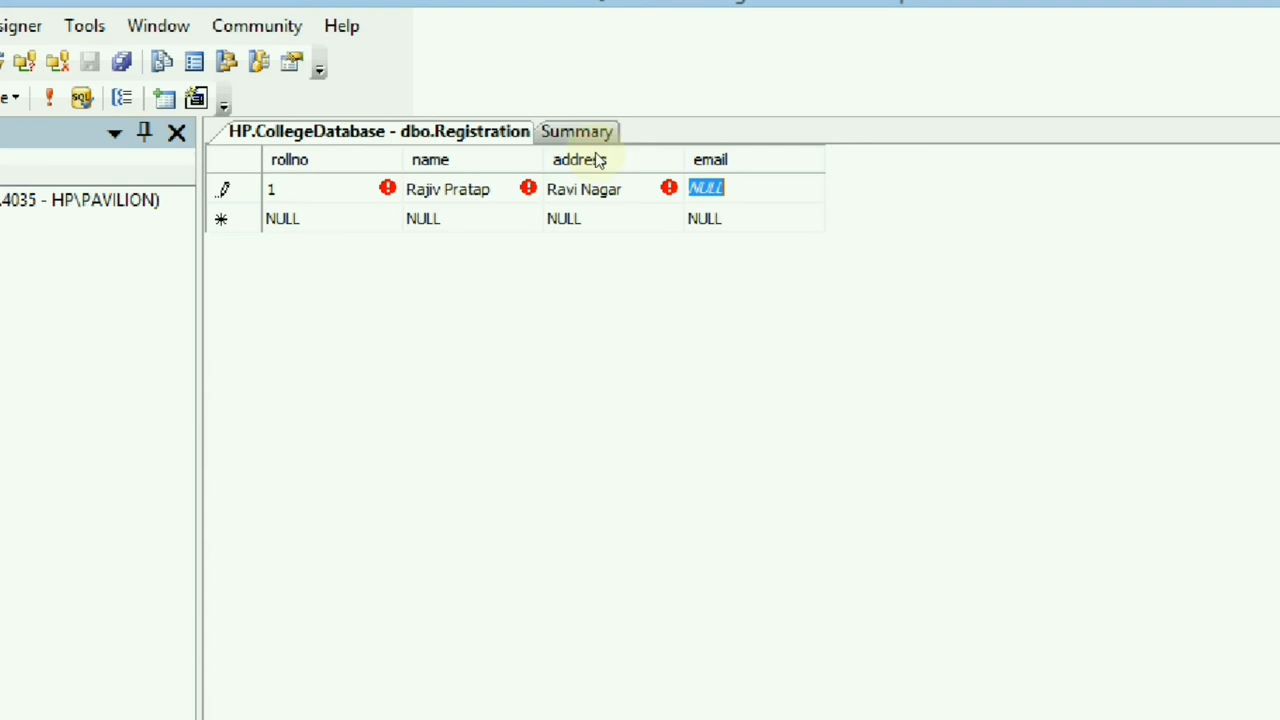 signer Tools Window Community Help
e
SQL
HP.CollegeDatabase - dbo.Registration Summary
rollno name address email
.4035 - HP\PAVILION)
1 Rajiv Pratap Ravi Nagar NULL
NULL NULL NULL NULL